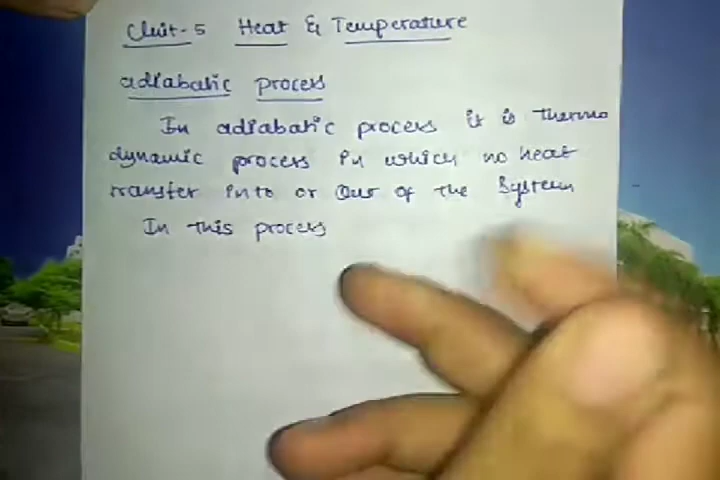 Unit-5 Heat & Temperature
adiabatic process
In adiabatic process it is thermo
dynamic process in which no heat
transfer into or Out of the System
In this process